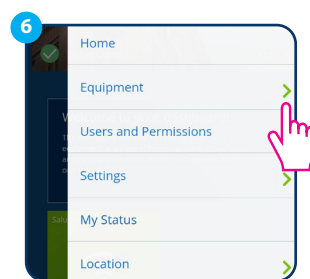 6
Home
Equipment
Users and Permissions
Settings
My Status
Location